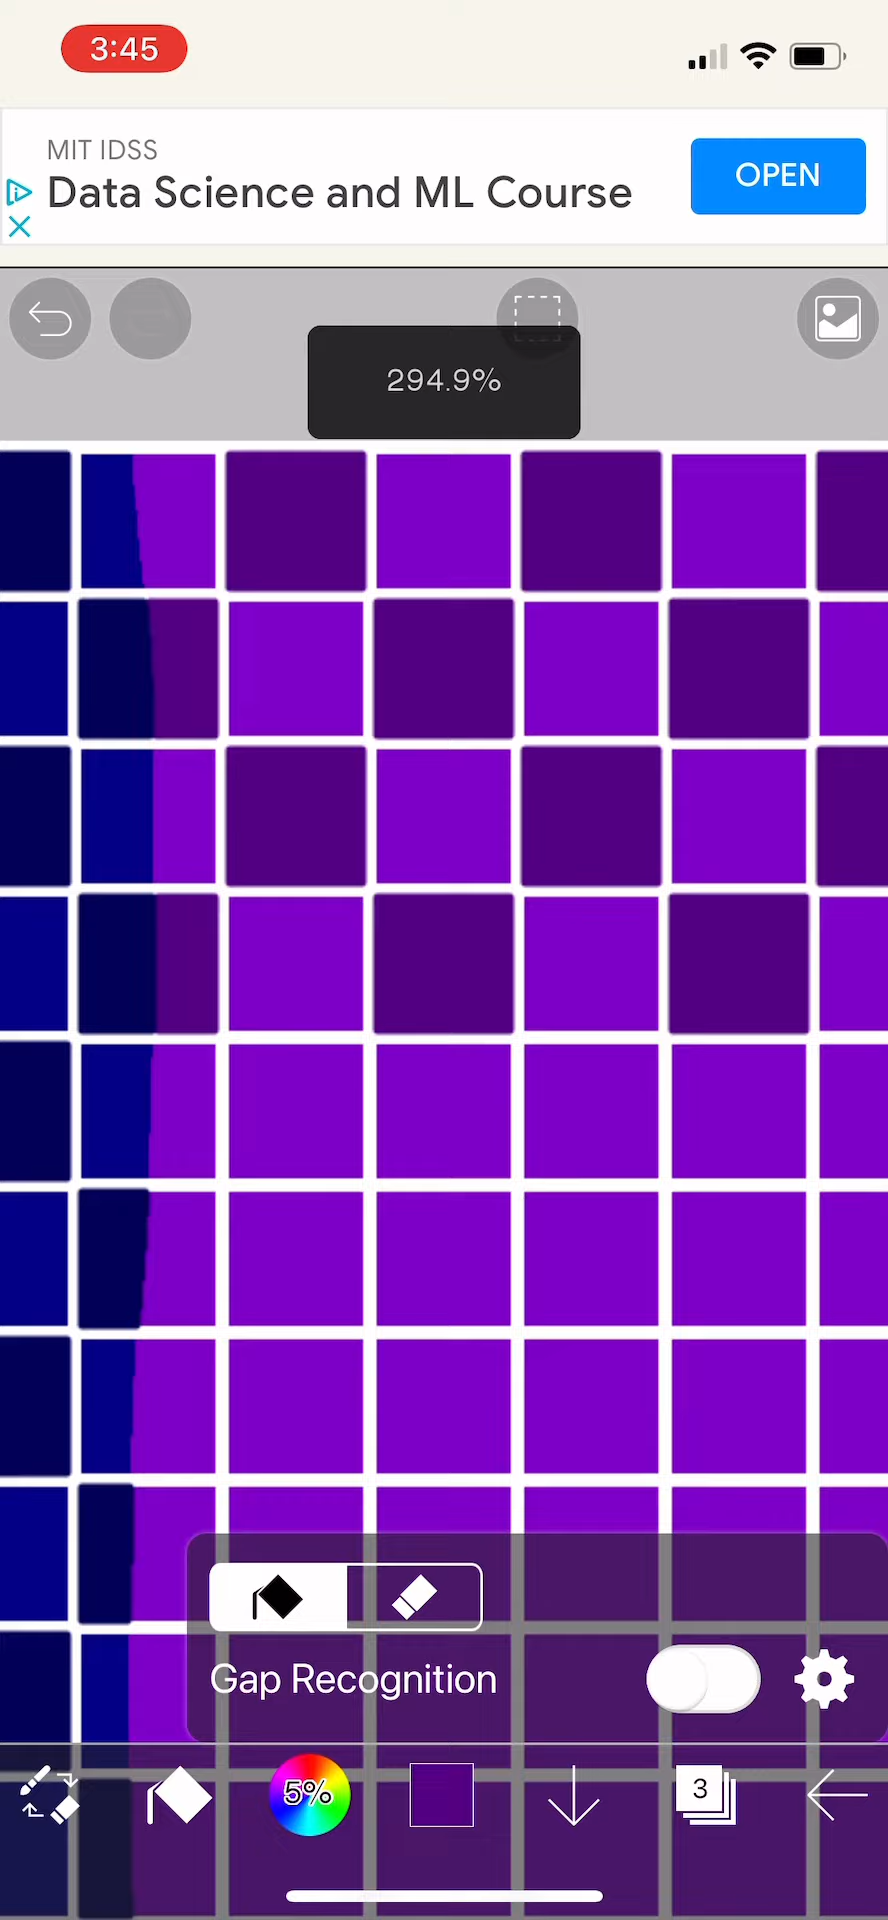 3:45
MIT IDSS
Data Science and ML Course
OPEN
294.9%
Gap Recognition
5%
3